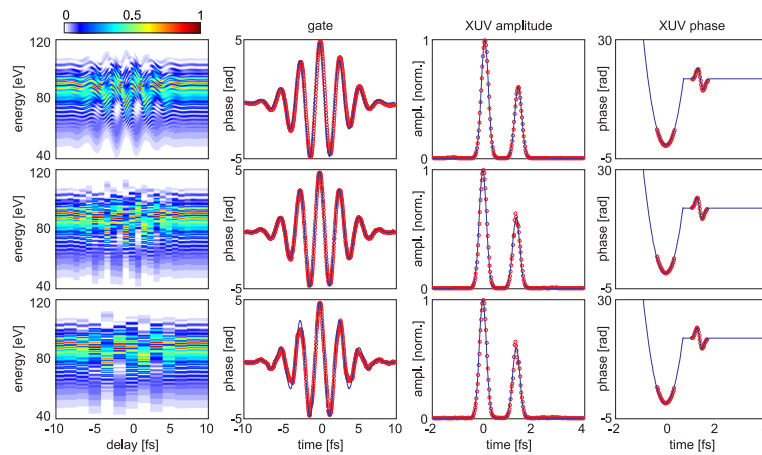 0 0.5 1
gate
XUV amplitude
XUV phase
energy [eV]
120
80
40
phase [rad]
5
-5
ampl. [norm.]
1
0
phase [rad]
30
-5
energy [eV]
120
80
40
phase [rad]
5
-5
ampl. [norm.]
1
0
phase [rad]
30
-5
energy [eV]
120
80
40
phase [rad]
5
-5
ampl.[norm.]
1
0
phase [rad]
30
-5
-10 -5 0 5 10
-10 -5 0 5 10
-2 0 2 4
-2 0 2
delay [fs]
time [fs]
time [fs]
time [fs]